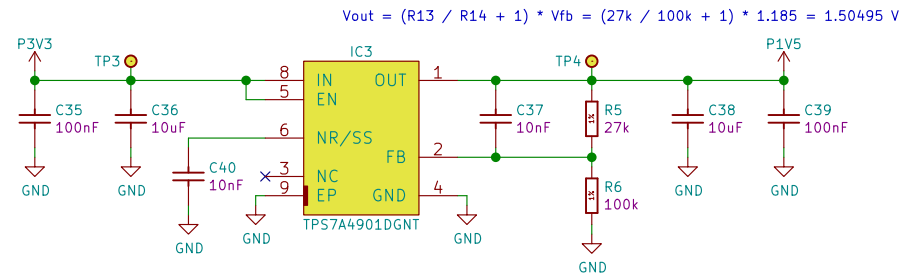 Vout = (R13 / R14 + 1) * Vfb = (27k / 100k + 1) * 1.185 = 1.50495 V
P3V3
TP3
IC3
TP4
P1V5
8 IN OUT 1
5 EN
C35
100nF
C36
10uF
C37
10nF
1%
R5
27k
C38
10uF
C39
100nF
6 NR/SS
FB 2
C40
10nF
3 NC
9 EP GND 4
1%
R6
100k
GND
GND
GND
GND
TPS7A4901DGNT
GND
GND
GND
GND
GND